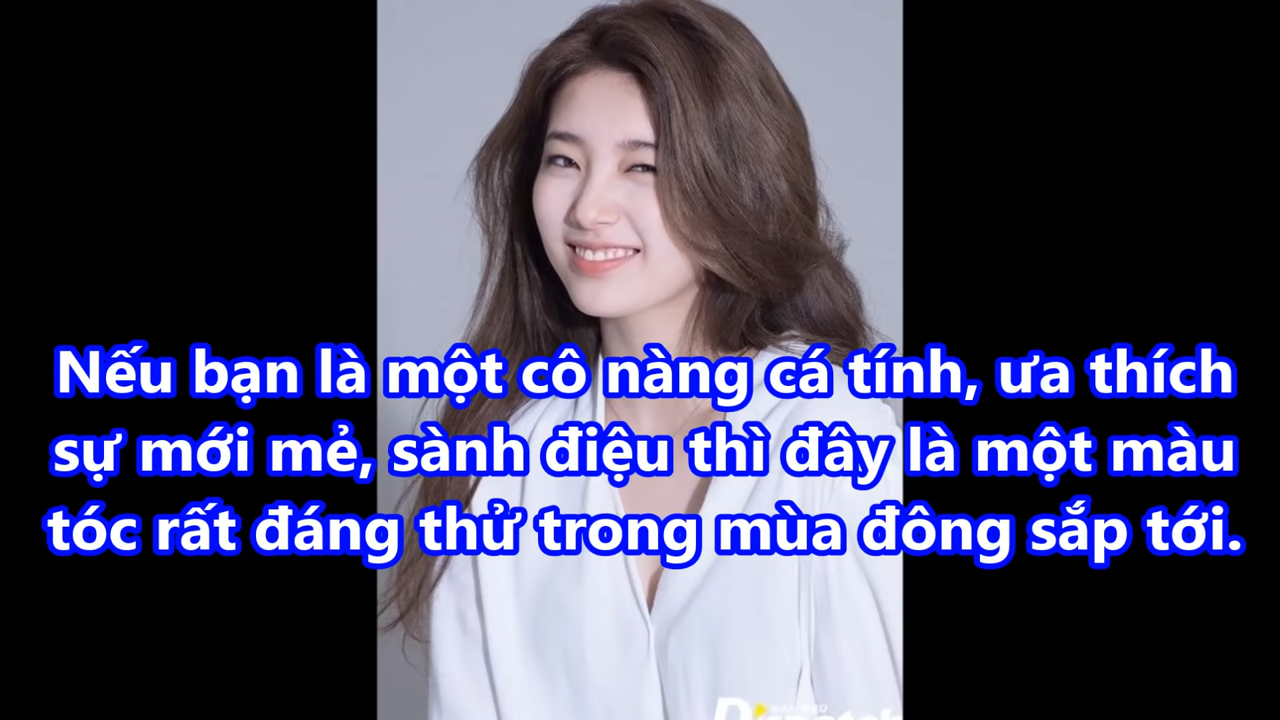 Nếu bạn là một cô nàng cá tính, ưa thích
sự mới mẻ, sành điệu thì đây là một màu
tóc rất đáng thử trong mùa đông sắp tới.
Dispatch